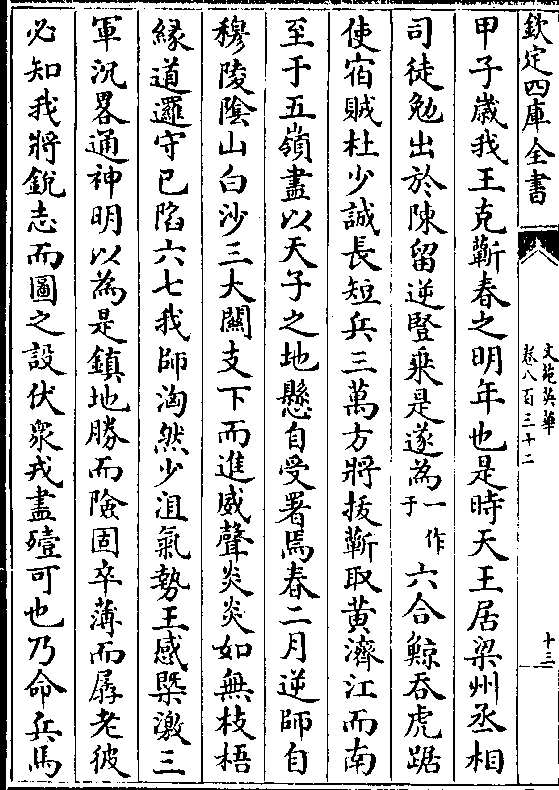 欽定四庫全書
文苑英華
卷八百三十二
十三
甲子歲我王克蘄春之明年也是時天王居梁州丞相
司徒勉出於陳留逆豎乘是遂為一作于六合鯨吞虎踞
使宿賊杜少誠長短兵三萬方將拔蘄取黃濟江而南
至于五嶺盡以天子之地懸自受署焉春二月逆師自
穆陵陰山白沙三大關支下而進威聲炎炎如無枝梧
緣道邏守已陷六七我師洶然少沮氣勢王感槩激三
軍沉畧通神明以為是鎮地勝而險固卒薄而孱老彼
必知我將銳志而圖之設伏衆戎盡殪可也乃命兵馬